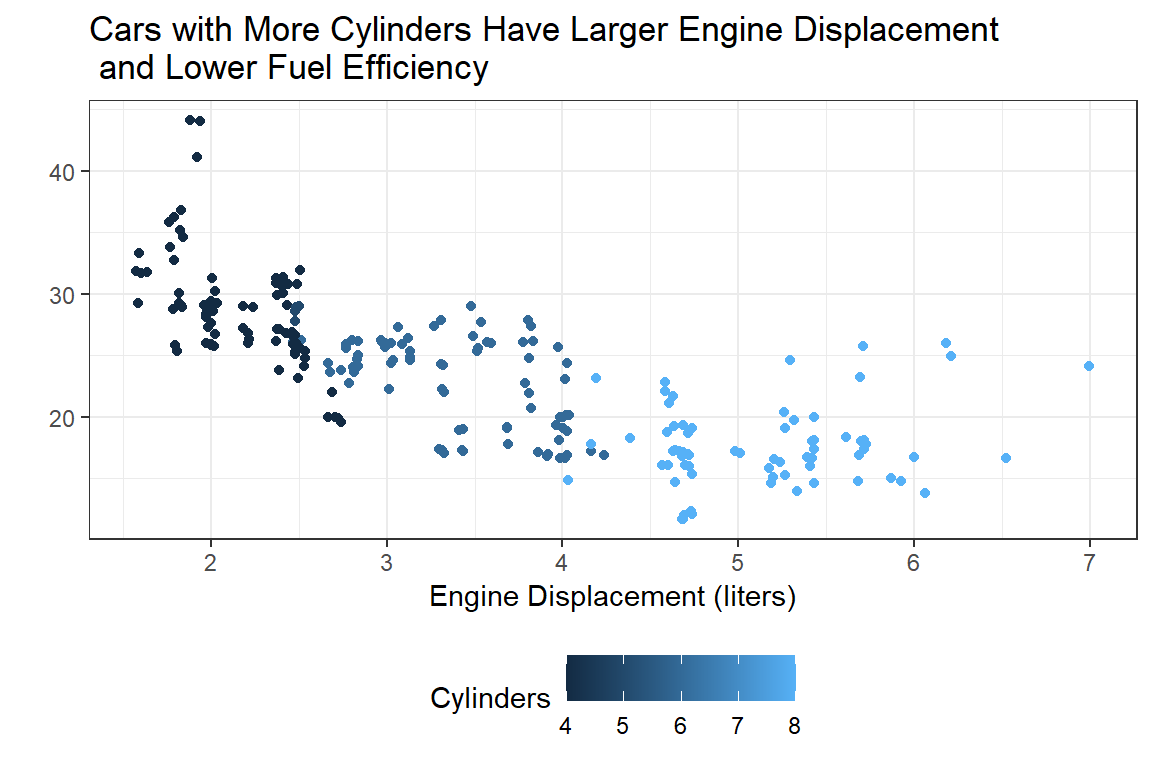 Cars with More Cylinders Have Larger Engine Displacement
and Lower Fuel Efficiency
40
30
20
2 3 4 5 6 7
Engine Displacement (liters)
Cylinders
4 5 6 7 8